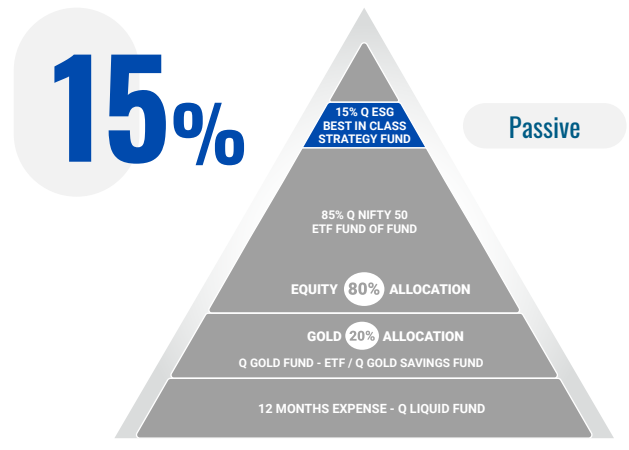 15%
15% Q ESG
BEST IN CLASS
STRATEGY FUND
Passive
85% Q NIFTY 50
ETF FUND OF FUND
EQUITY 80% ALLOCATION
GOLD 20% ALLOCATION
Q GOLD FUND - ETF / Q GOLD SAVINGS FUND
12 MONTHS EXPENSE - Q LIQUID FUND